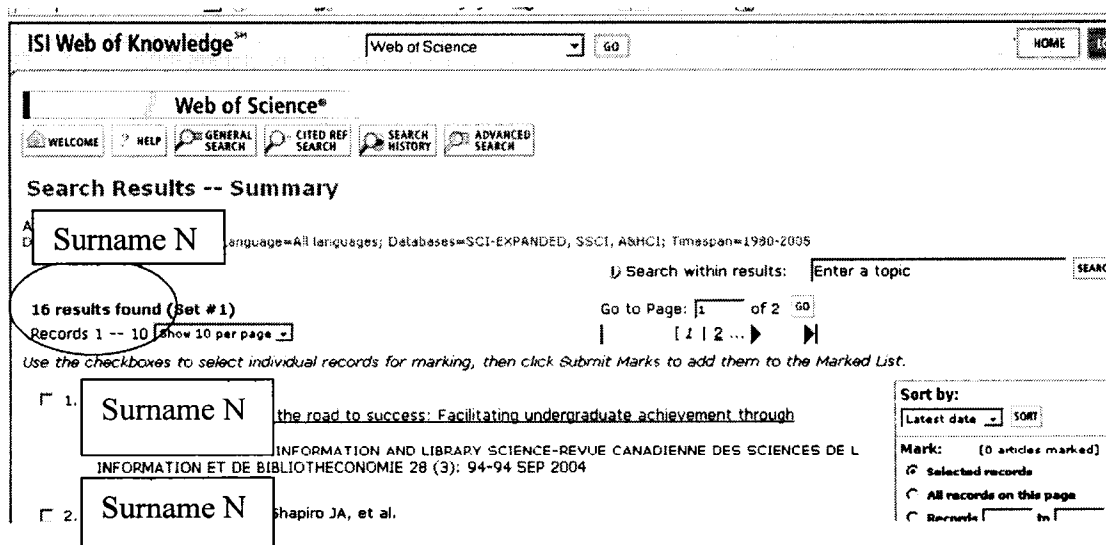 ISI Web of Knowledge℠ Web of Science GO HOME
Web of Science®
WELCOME ? HELP GENERAL SEARCH CITED REF SEARCH SEARCH HISTORY ADVANCED SEARCH
Search Results -- Summary
A
Surname N
D anguage=All languages; Databases=SCI-EXPANDED, SSCI, A&HCI; Timespan=1980-2005
Search within results: Enter a topic SEARC
16 results found (Set #1) Go to Page: 1 of 2 GO
Records 1 -- 10 Show 10 per page [ 1 | 2 ...
Use the checkboxes to select individual records for marking, then click Submit Marks to add them to the Marked List.
1. Surname N
the road to success: Facilitating undergraduate achievement through
INFORMATION AND LIBRARY SCIENCE-REVUE CANADIENNE DES SCIENCES DE L
INFORMATION ET DE BIBLIOTHECONOMIE 28 (3): 94-94 SEP 2004
2. Surname N Shapiro JA, et al.
Sort by:
Latest date SORT
Mark: [0 articles marked]
Selected records
All records on this page
Records to